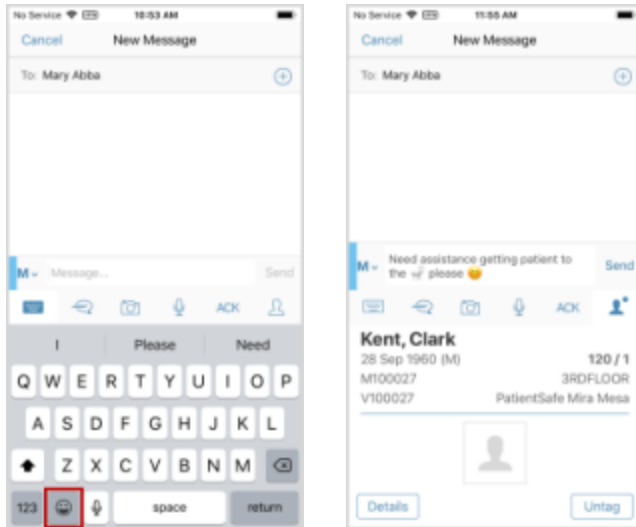 No Service VPN 10:53 AM
Cancel New Message
To: Mary Abba
M Message... Send
ACK
I Please Need
Q W E R T Y U I O P
A S D F G H J K L
Z X C V B N M
123 space return
No Service VPN 11:55 AM
Cancel New Message
To: Mary Abba
M Need assistance getting patient to
the 🚽 please 😊 Send
ACK
Kent, Clark
28 Sep 1960 (M) 120 / 1
M100027 3RDFLOOR
V100027 PatientSafe Mira Mesa
Details Untag